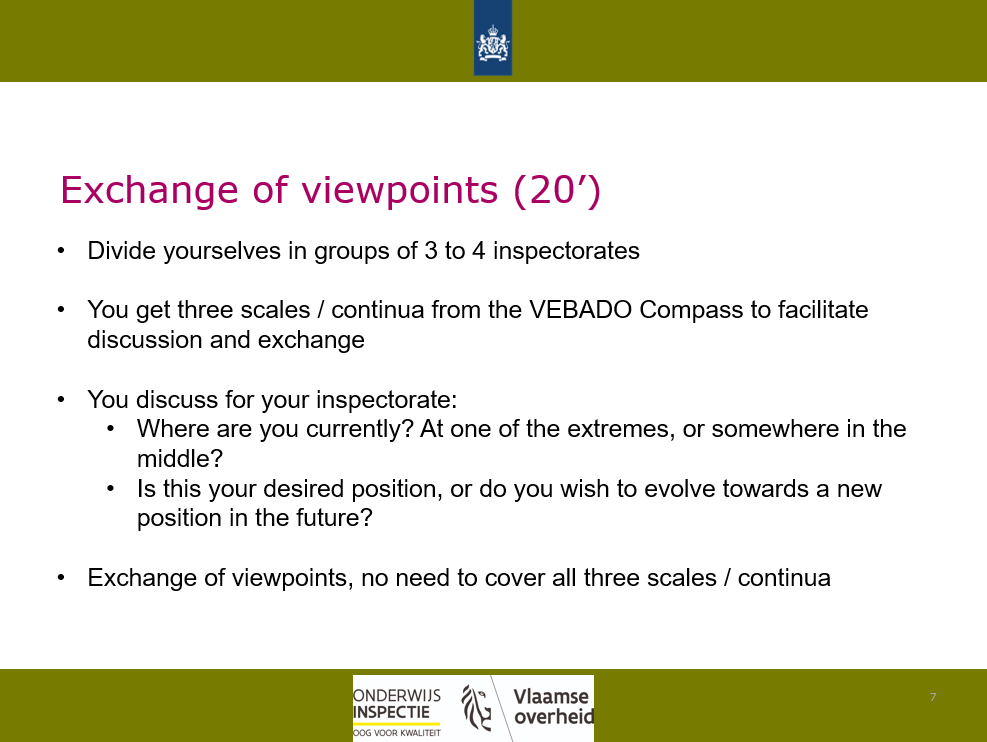 Exchange of viewpoints (20’)
• Divide yourselves in groups of 3 to 4 inspectorates
• You get three scales / continua from the VEBADO Compass to facilitate
discussion and exchange
• You discuss for your inspectorate:
• Where are you currently? At one of the extremes, or somewhere in the
middle?
• Is this your desired position, or do you wish to evolve towards a new
position in the future?
• Exchange of viewpoints, no need to cover all three scales / continua
ONDERWIJS
INSPECTIE
OOG VOOR KWALITEIT
Vlaamse
overheid
7